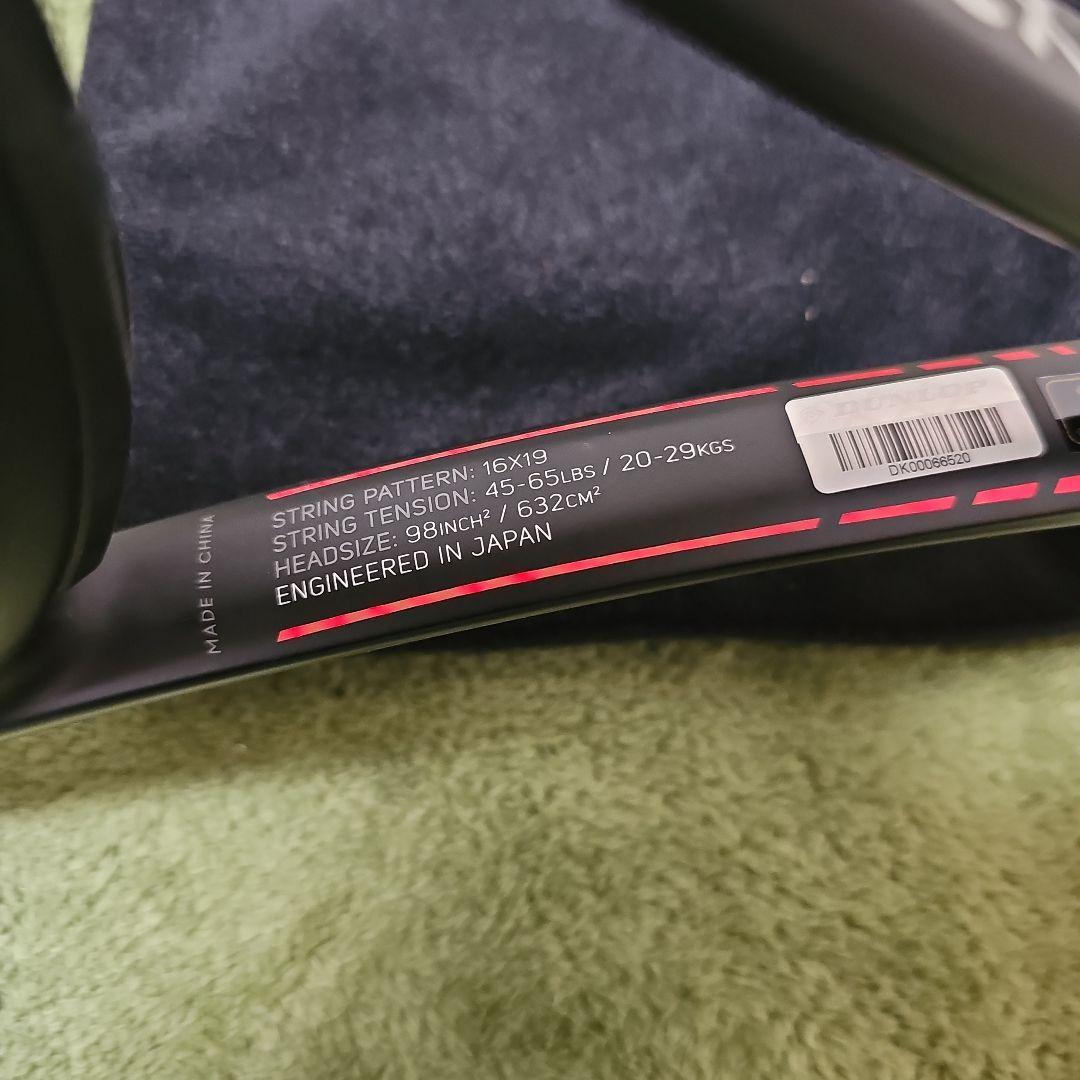 STRING PATTERN: 16X19
STRING TENSION: 45-65LBS / 20-29KGS
HEADSIZE: 98INCH² / 632CM²
ENGINEERED IN JAPAN
MADE IN CHINA
DUNLOP
DK00066520